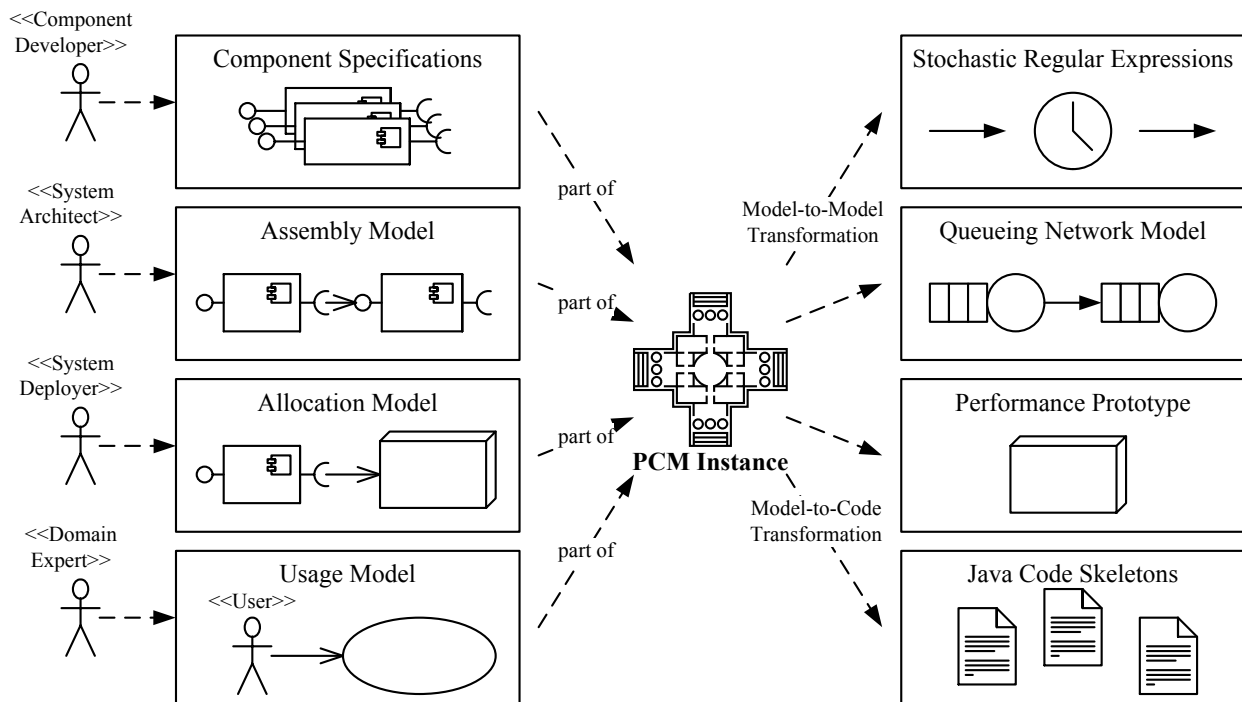 <<Component
Developer>>
Component Specifications
<<System
Architect>>
Assembly Model
<<System
Deployer>>
Allocation Model
<<Domain
Expert>>
Usage Model
<<User>>
part of
part of
part of
part of
PCM Instance
Model-to-Model
Transformation
Model-to-Code
Transformation
Stochastic Regular Expressions
Queueing Network Model
Performance Prototype
Java Code Skeletons